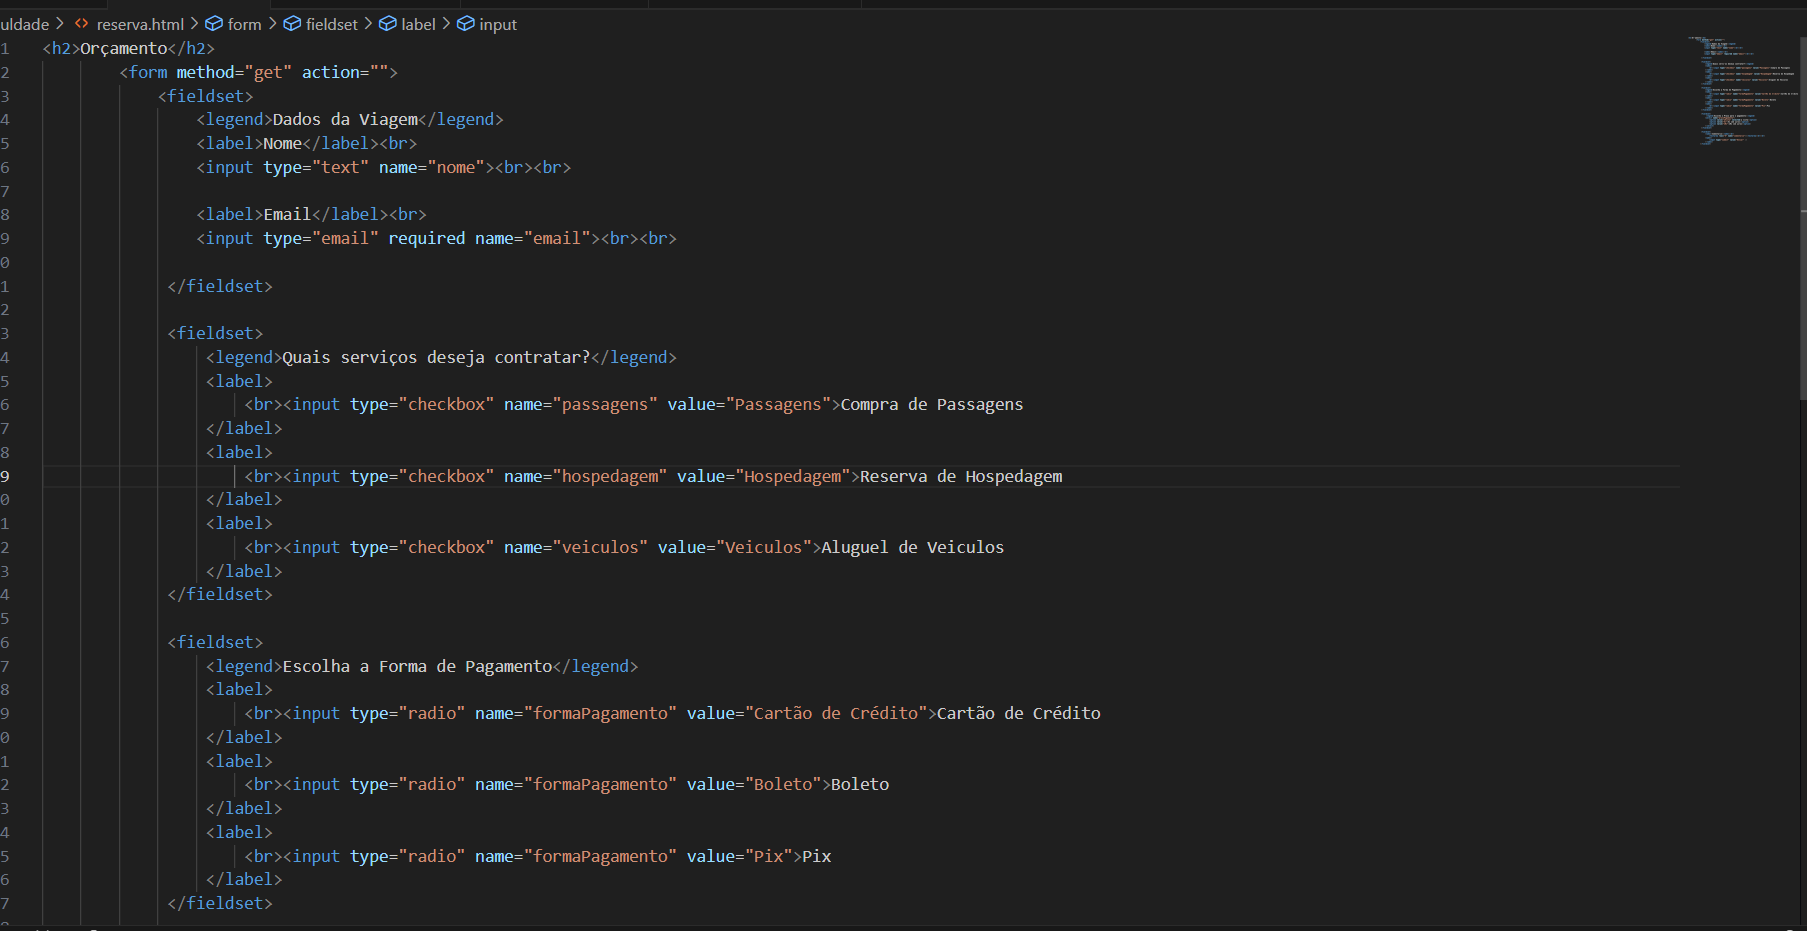 uldade > <> reserva.html > form > fieldset > label > input
1 <h2>Orçamento</h2>
2 <form method="get" action="">
3 <fieldset>
4 <legend>Dados da Viagem</legend>
5 <label>Nome</label><br>
6 <input type="text" name="nome"><br><br>
7
8 <label>Email</label><br>
9 <input type="email" required name="email"><br><br>
0
1 </fieldset>
2
3 <fieldset>
4 <legend>Quais serviços deseja contratar?</legend>
5 <label>
6 <br><input type="checkbox" name="passagens" value="Passagens">Compra de Passagens
7 </label>
8 <label>
9 <br><input type="checkbox" name="hospedagem" value="Hospedagem">Reserva de Hospedagem
0 </label>
1 <label>
2 <br><input type="checkbox" name="veiculos" value="Veiculos">Aluguel de Veiculos
3 </label>
4 </fieldset>
5
6 <fieldset>
7 <legend>Escolha a Forma de Pagamento</legend>
8 <label>
9 <br><input type="radio" name="formaPagamento" value="Cartão de Crédito">Cartão de Crédito
0 </label>
1 <label>
2 <br><input type="radio" name="formaPagamento" value="Boleto">Boleto
3 </label>
4 <label>
5 <br><input type="radio" name="formaPagamento" value="Pix">Pix
6 </label>
7 </fieldset>